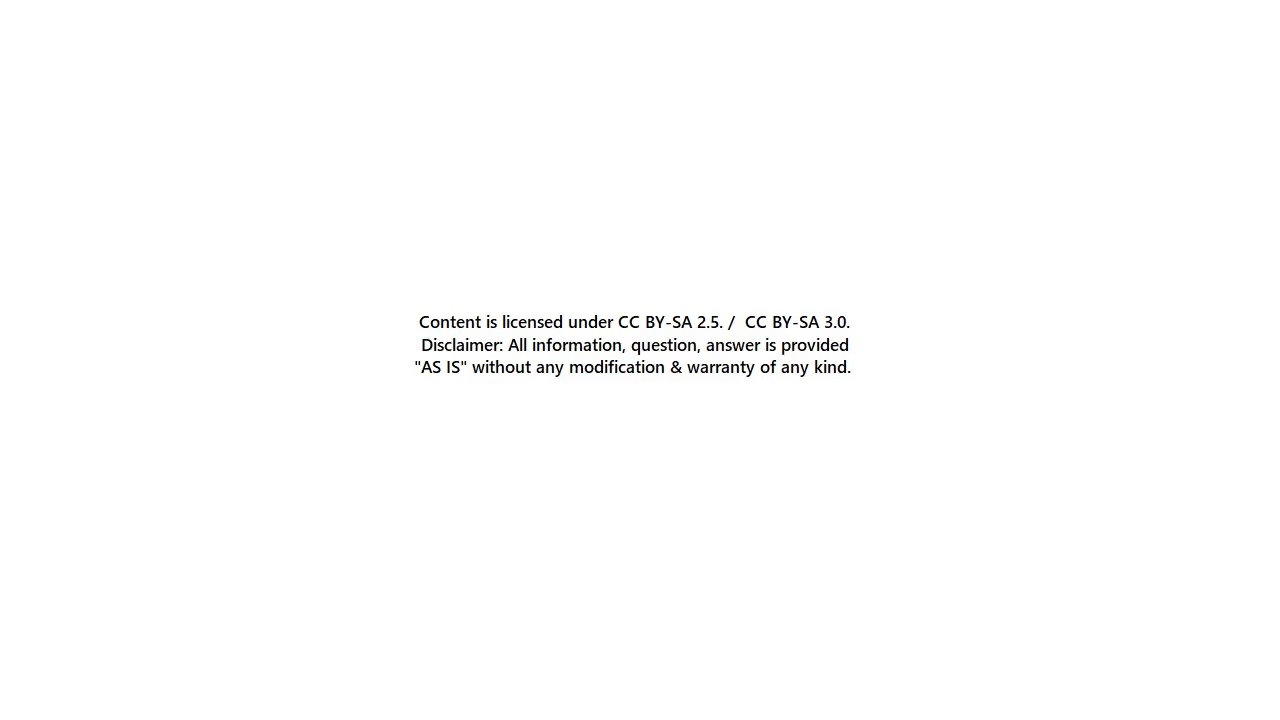 Content is licensed under CC BY-SA 2.5. /  CC BY-SA 3.0.
Disclaimer: All information, question, answer is provided
"AS IS" without any modification & warranty of any kind.